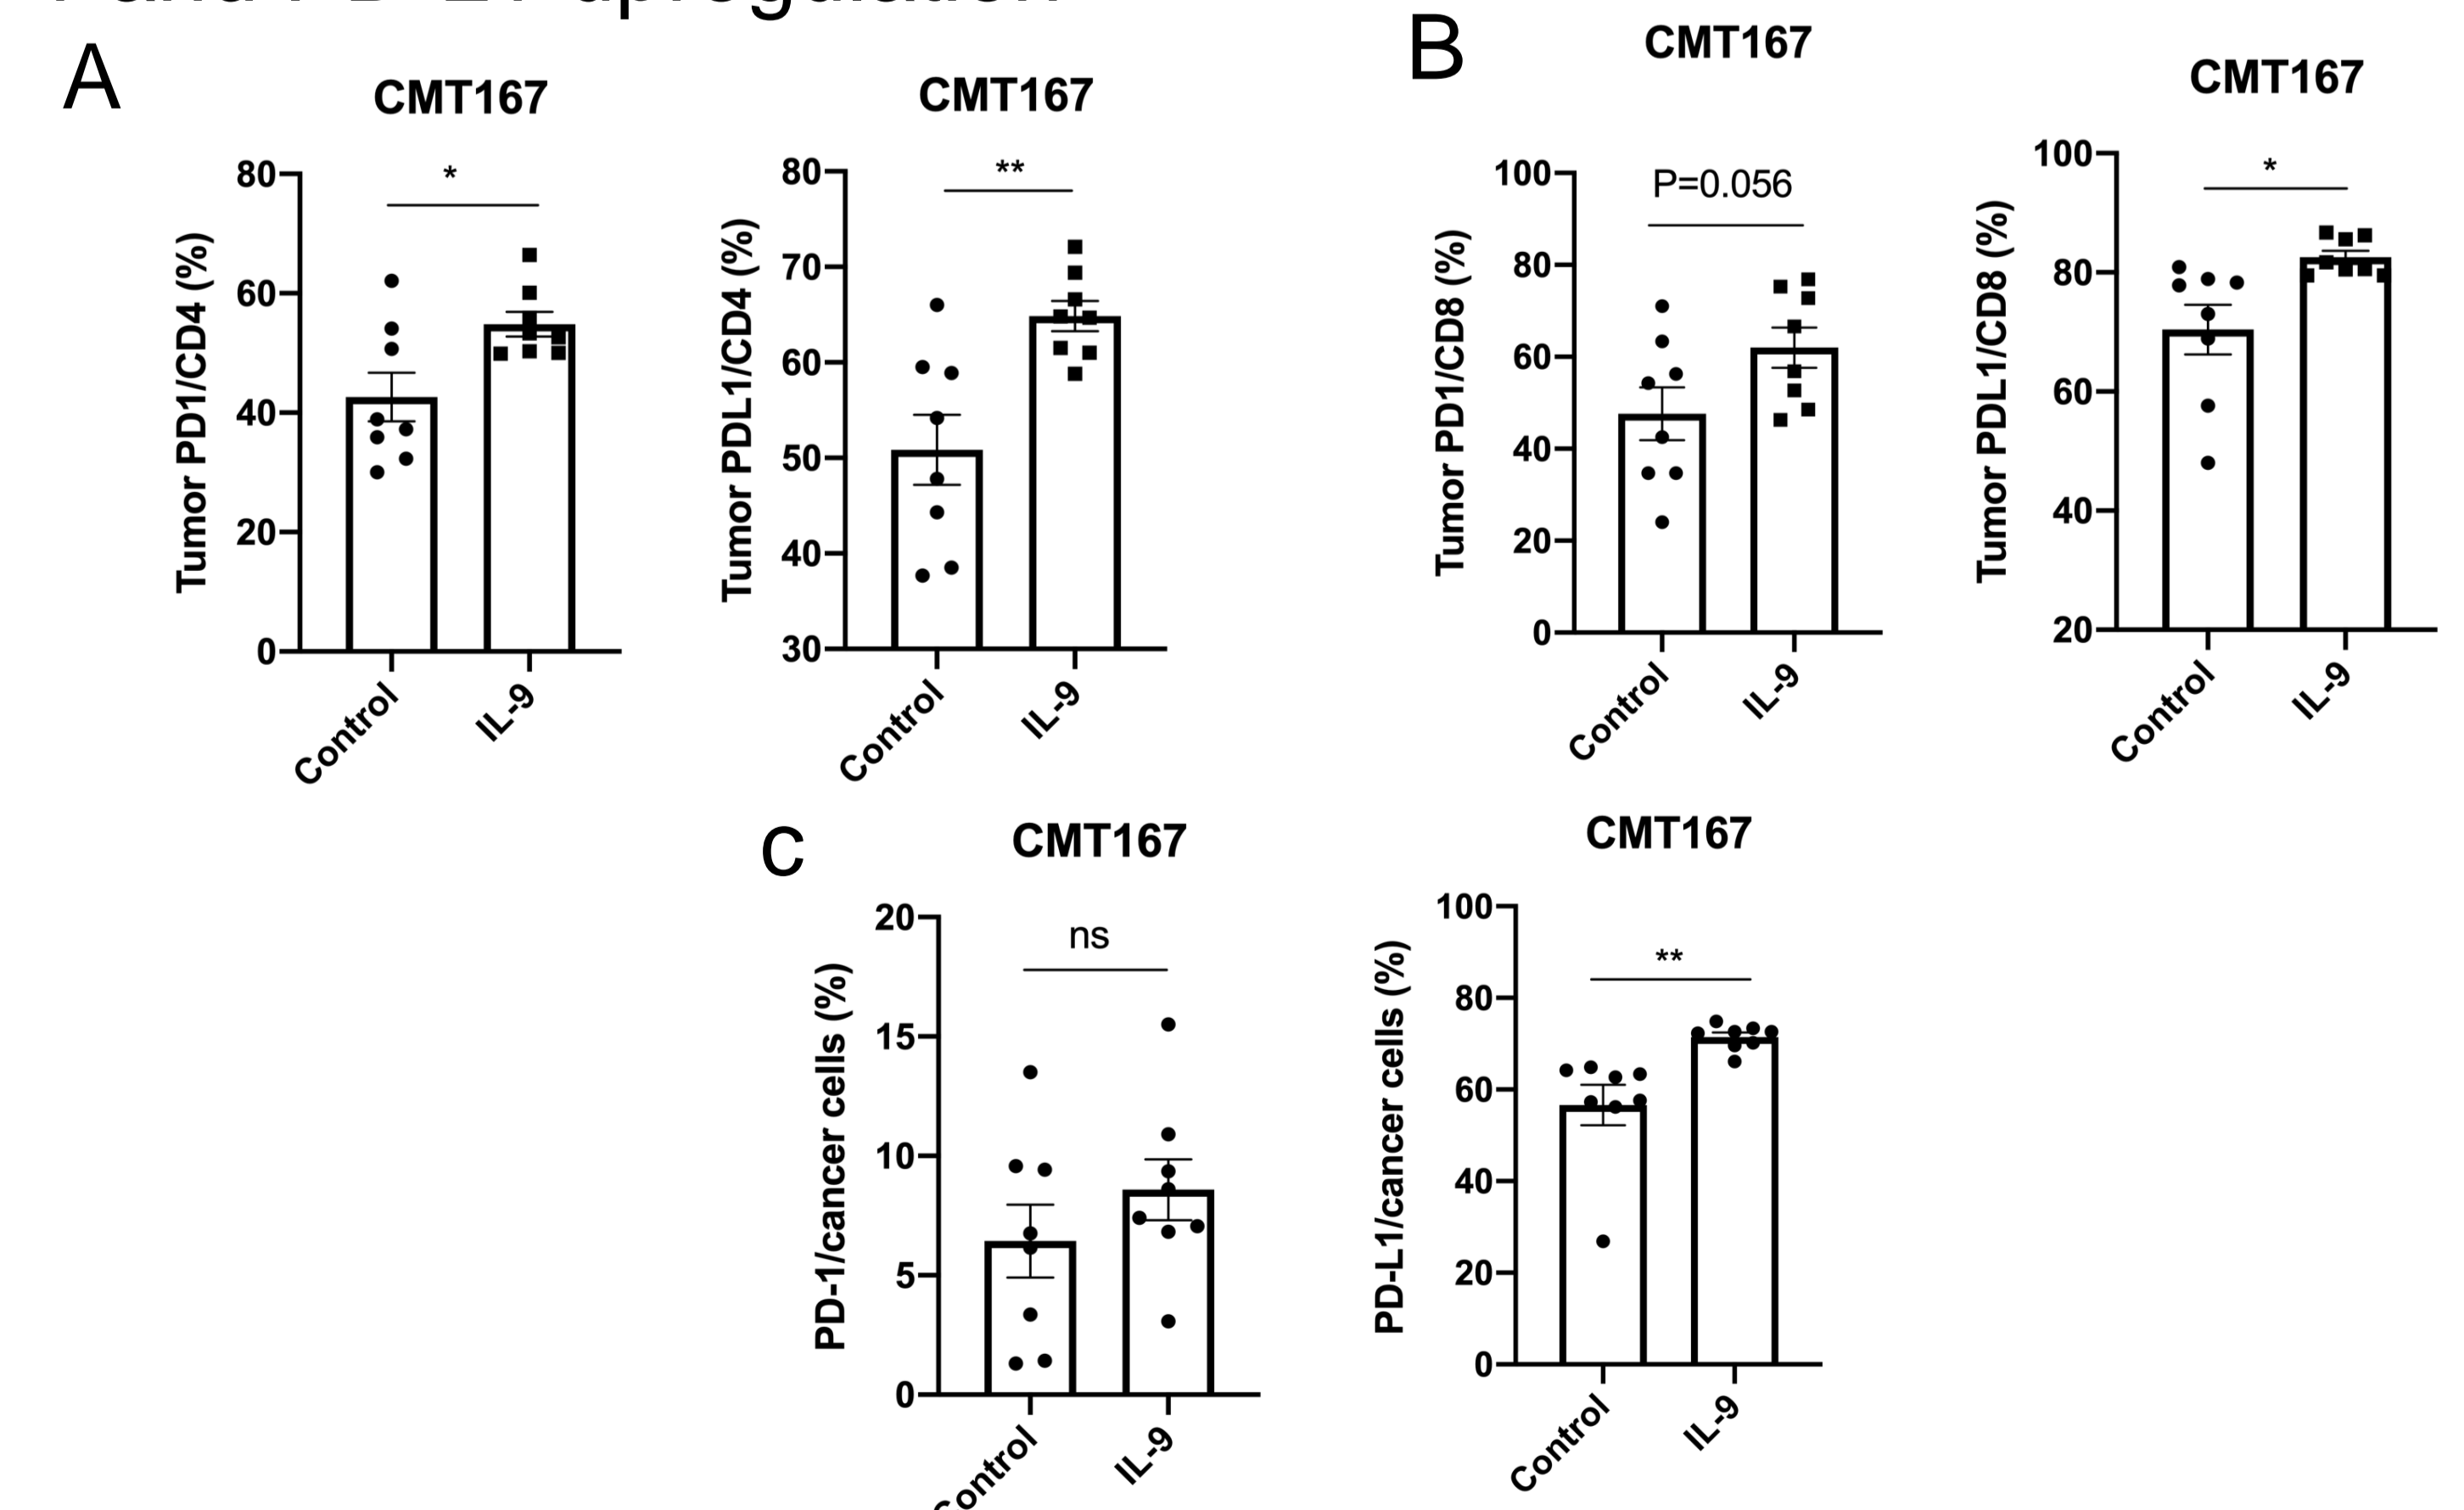 and PD-L1 upregulation
A
CMT167
*
Tumor PD1/CD4 (%)
80
60
40
20
0
Control
IL-9
CMT167
**
Tumor PDL1/CD4 (%)
80
70
60
50
40
30
Control
IL-9
B
CMT167
P=0.056
Tumor PD1/CD8 (%)
100
80
60
40
20
0
Control
IL-9
CMT167
*
Tumor PDL1/CD8 (%)
100
80
60
40
20
Control
IL-9
C
CMT167
ns
PD-1/cancer cells (%)
20
15
10
5
0
Control
IL-9
CMT167
**
PD-L1/cancer cells (%)
100
80
60
40
20
0
Control
IL-9